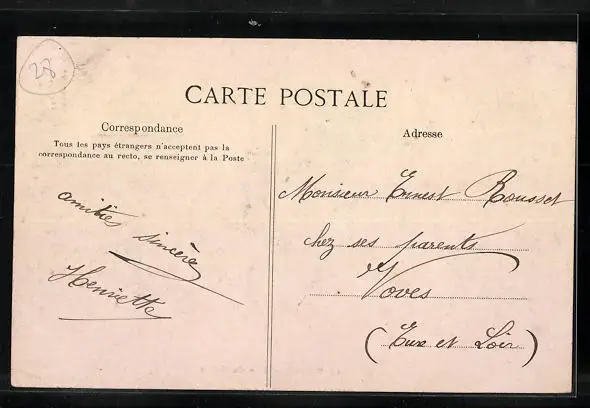 28
CARTE POSTALE
Correspondance
Tous les pays étrangers n'acceptent pas la
correspondance au recto, se renseigner à la Poste
amitiés sincères
Henriette
Adresse
Monsieur Ernest Rousset
chez ses parents
Voves
(Eure et Loir)